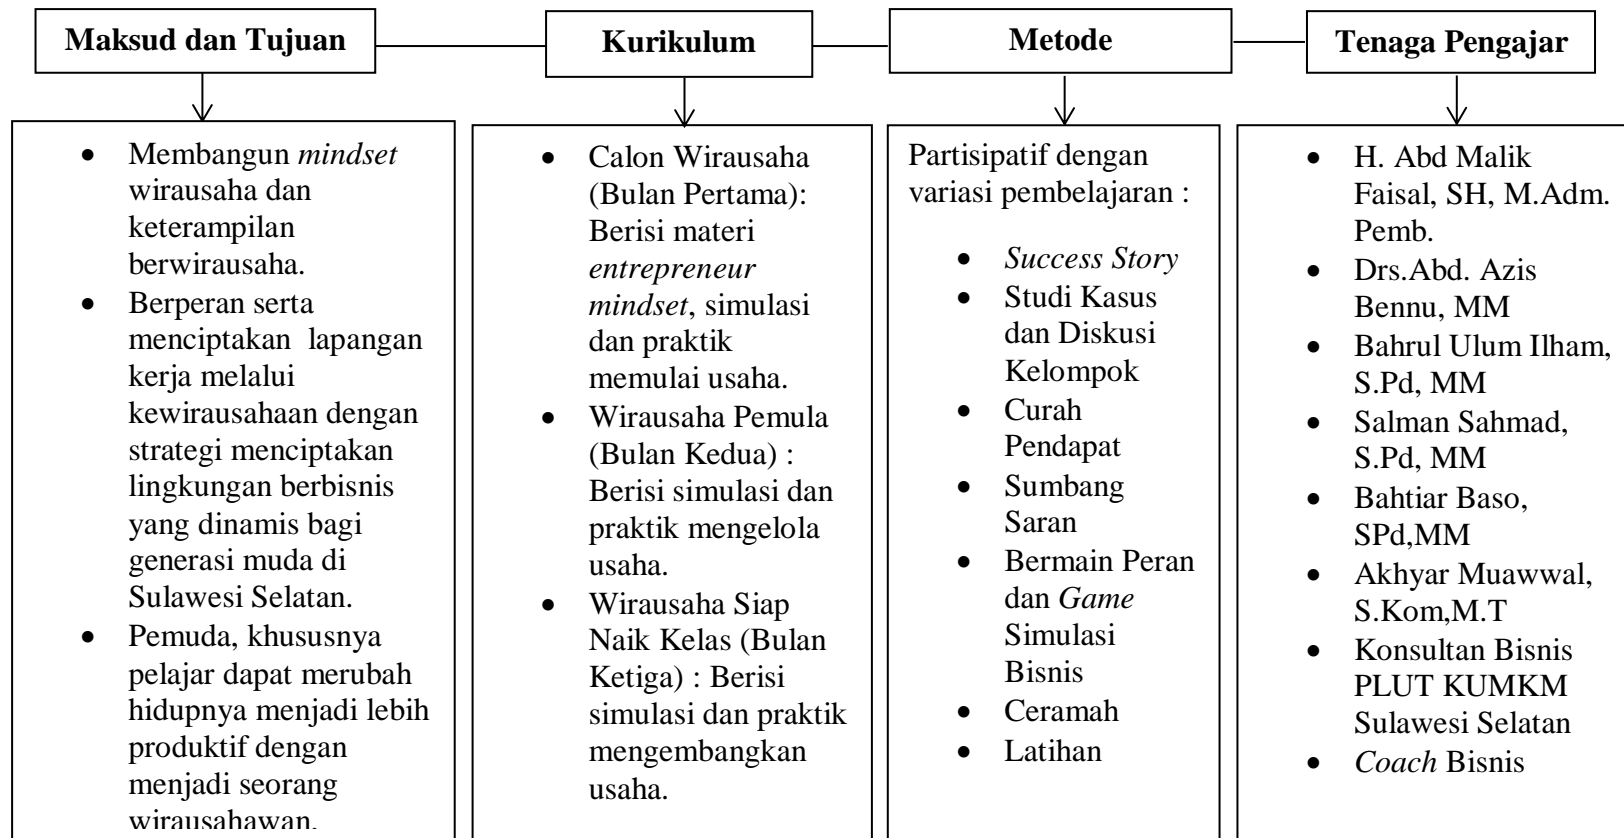 Maksud dan Tujuan
Kurikulum
Metode
Tenaga Pengajar
• Membangun mindset
wirausaha dan
keterampilan
berwirausaha.
• Berperan serta
menciptakan  lapangan
kerja melalui
kewirausahaan dengan
strategi menciptakan
lingkungan berbisnis
yang dinamis bagi
generasi muda di
Sulawesi Selatan.
• Pemuda, khususnya
pelajar dapat merubah
hidupnya menjadi lebih
produktif dengan
menjadi seorang
wirausahawan.
• Calon Wirausaha
(Bulan Pertama):
Berisi materi
entrepreneur
mindset, simulasi
dan praktik
memulai usaha.
• Wirausaha Pemula
(Bulan Kedua) :
Berisi simulasi dan
praktik mengelola
usaha.
• Wirausaha Siap
Naik Kelas (Bulan
Ketiga) : Berisi
simulasi dan praktik
mengembangkan
usaha.
Partisipatif dengan
variasi pembelajaran :
• Success Story
• Studi Kasus
dan Diskusi
Kelompok
• Curah
Pendapat
• Sumbang
Saran
• Bermain Peran
dan Game
Simulasi
Bisnis
• Ceramah
• Latihan
• H. Abd Malik
Faisal, SH, M.Adm.
Pemb.
• Drs.Abd. Azis
Bennu, MM
• Bahrul Ulum Ilham,
S.Pd, MM
• Salman Sahmad,
S.Pd, MM
• Bahtiar Baso,
SPd,MM
• Akhyar Muawwal,
S.Kom,M.T
• Konsultan Bisnis
PLUT KUMKM
Sulawesi Selatan
• Coach Bisnis